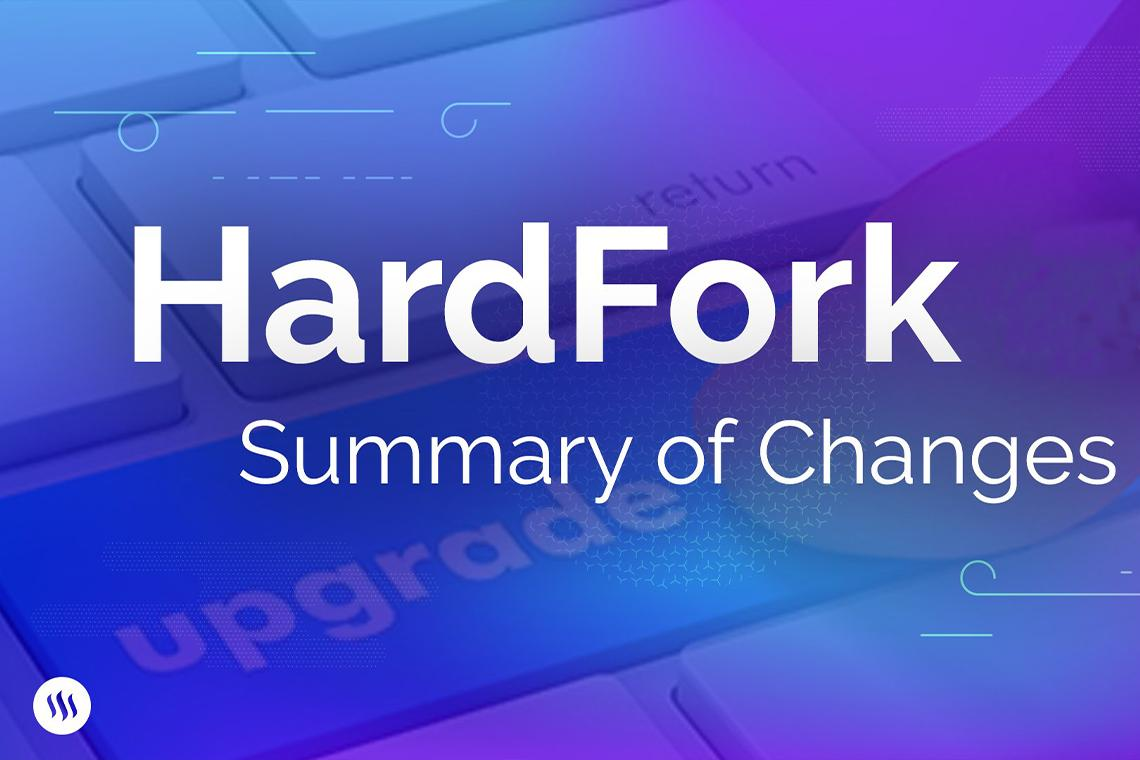 return
HardFork
Summary of Changes
upgrade